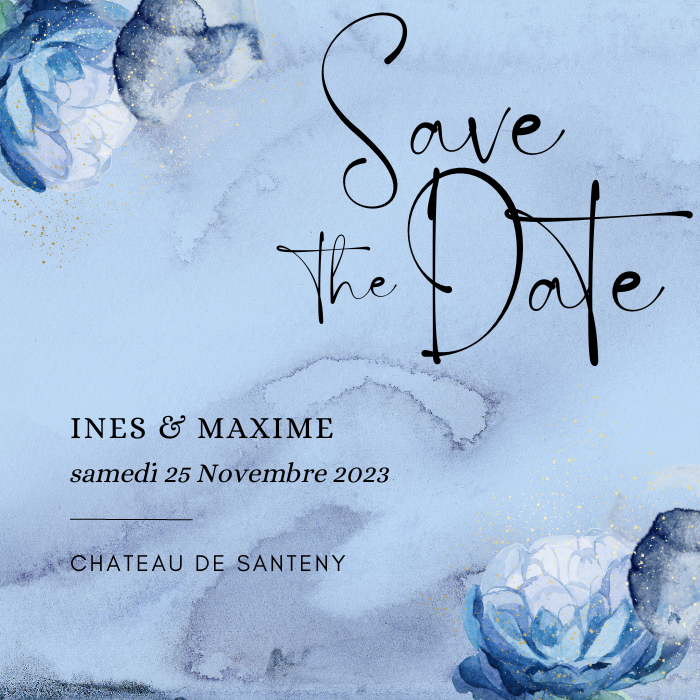 Save
the Date
INES & MAXIME
samedi 25 Novembre 2023
CHATEAU DE SANTENY